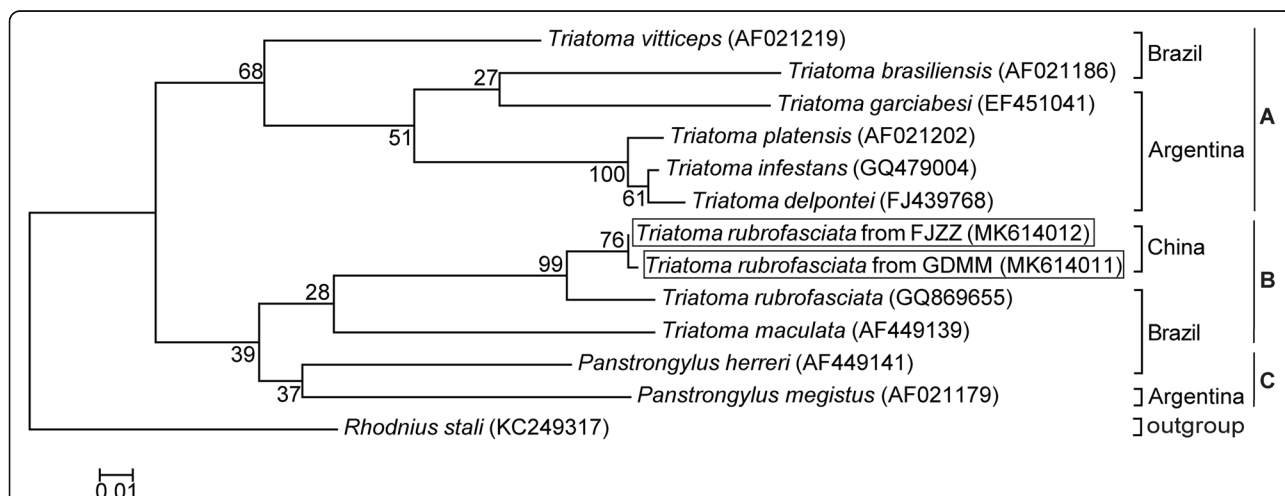 Triatoma vitticeps (AF021219)
Brazil
68
27
Triatoma brasiliensis (AF021186)
A
Triatoma garciabesi (EF451041)
51
Triatoma platensis (AF021202)
Argentina
100
Triatoma infestans (GQ479004)
61
Triatoma delpontei (FJ439768)
76
Triatoma rubrofasciata from FJZZ (MK614012)
China
99
Triatoma rubrofasciata from GDMM (MK614011)
B
28
Triatoma rubrofasciata (GQ869655)
Triatoma maculata (AF449139)
Brazil
39
Panstrongylus herreri (AF449141)
C
37
Panstrongylus megistus (AF021179)
Argentina
Rhodnius stali (KC249317)
outgroup
0.01